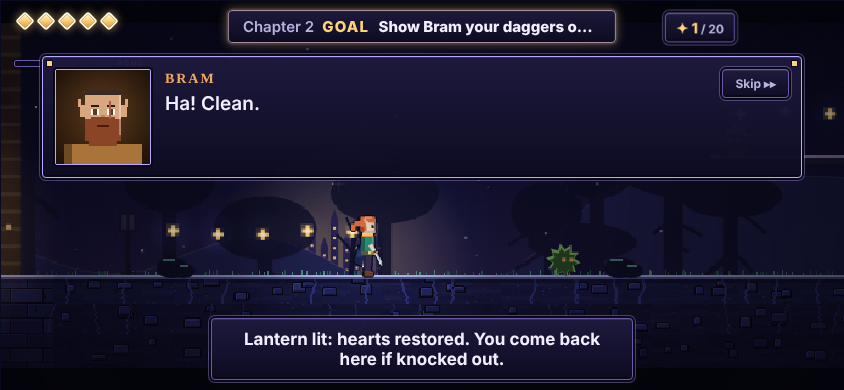 Chapter 2 GOAL Show Bram your daggers o...
✦ 1 / 20
BRAM
Ha! Clean.
Skip ▸▸
Lantern lit: hearts restored. You come back
here if knocked out.